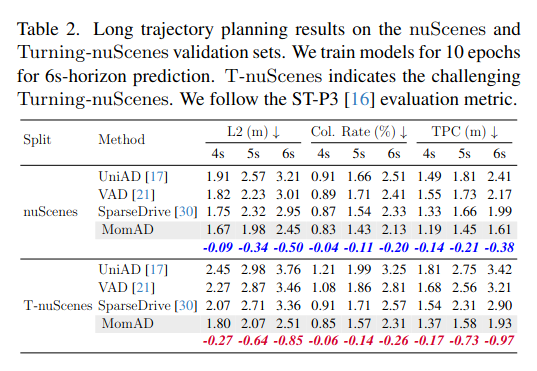 Table 2. Long trajectory planning results on the nuScenes and
Turning-nuScenes validation sets. We train models for 10 epochs
for 6s-horizon prediction. T-nuScenes indicates the challenging
Turning-nuScenes. We follow the ST-P3 [16] evaluation metric.
Split Method L2 (m) ↓ Col. Rate (%) ↓ TPC (m) ↓
4s 5s 6s 4s 5s 6s 4s 5s 6s
nuScenes
UniAD [17] 1.91 2.57 3.21 0.91 1.66 2.51 1.49 1.81 2.41
VAD [21] 1.82 2.23 3.01 0.89 1.71 2.41 1.55 1.73 2.17
SparseDrive [30] 1.75 2.32 2.95 0.87 1.54 2.33 1.33 1.66 1.99
MomAD 1.67 1.98 2.45 0.83 1.43 2.13 1.19 1.45 1.61
-0.09 -0.34 -0.50 -0.04 -0.11 -0.20 -0.14 -0.21 -0.38
T-nuScenes
UniAD [17] 2.45 2.98 3.76 1.21 1.99 3.25 1.81 2.75 3.42
VAD [21] 2.27 2.87 3.46 1.08 1.86 2.81 1.68 2.56 3.21
SparseDrive [30] 2.07 2.71 3.36 0.91 1.71 2.57 1.54 2.31 2.90
MomAD 1.80 2.07 2.51 0.85 1.57 2.31 1.37 1.58 1.93
-0.27 -0.64 -0.85 -0.06 -0.14 -0.26 -0.17 -0.73 -0.97